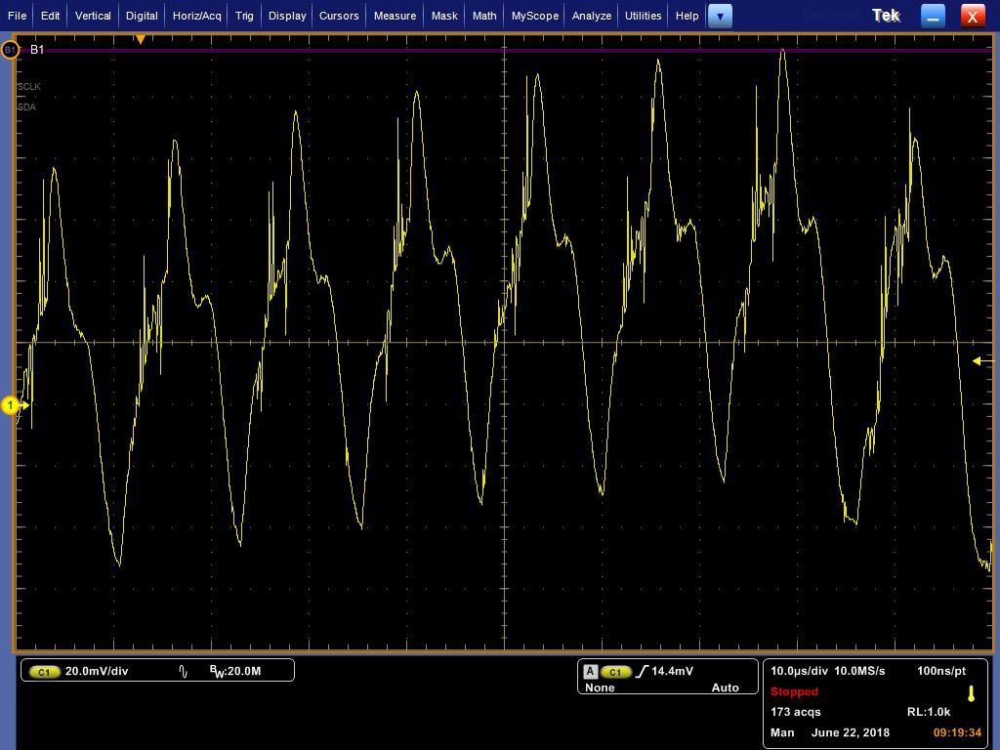 File Edit Vertical Digital Horiz/Acq Trig Display Cursors Measure Mask Math MyScope Analyze Utilities Help Tek X
B1 B1
SCLK
SDA
1
C1 20.0mV/div BW:20.0M
A C1 14.4mV
None Auto
10.0µs/div 10.0MS/s 100ns/pt
Stopped
173 acqs RL:1.0k
Man June 22, 2018 09:19:34